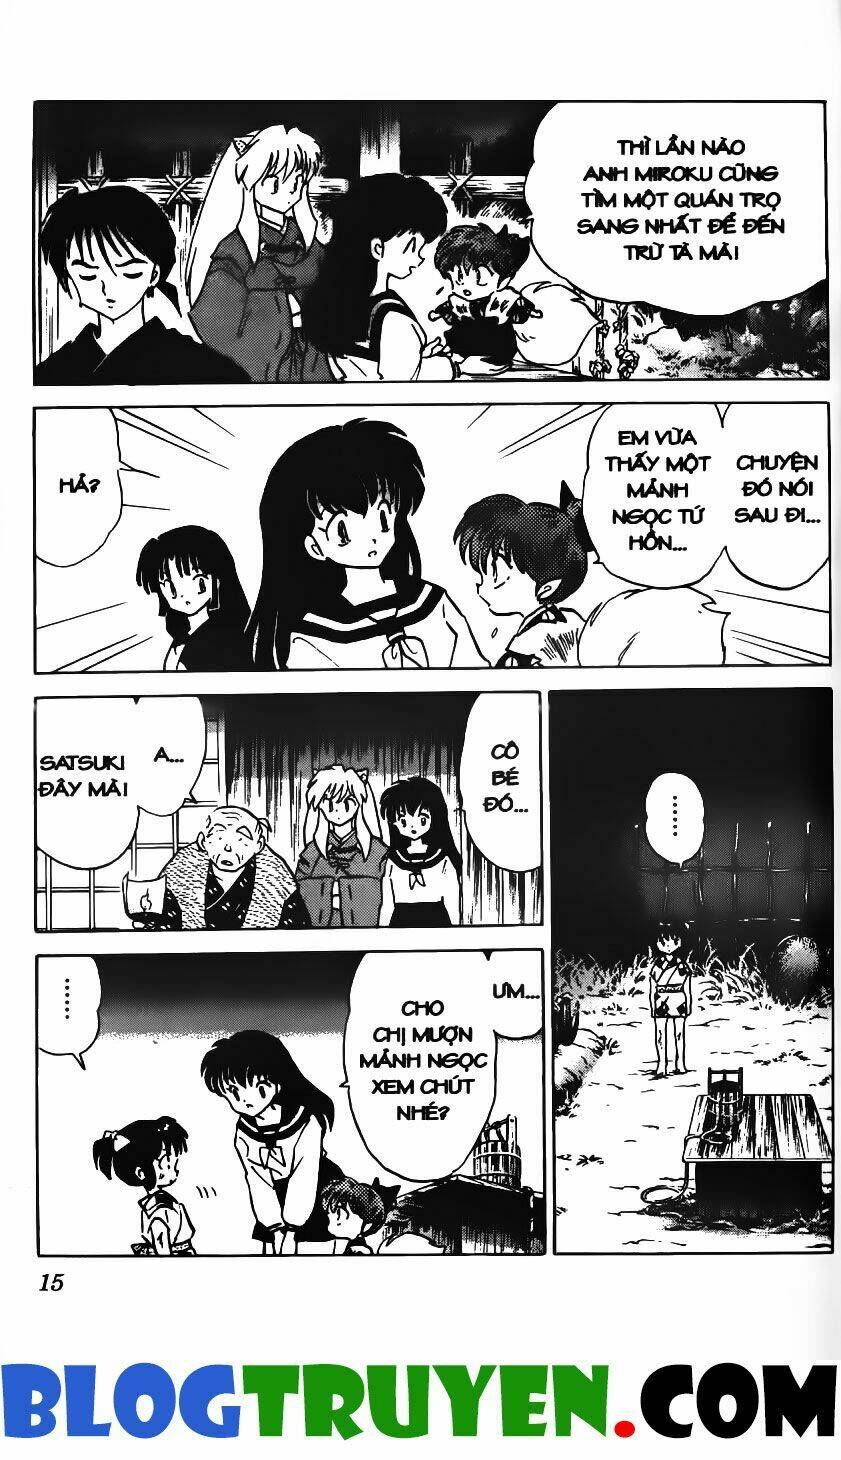 THÌ LẦN NÀO
ANH MIROKU CŨNG
TÌM MỘT QUÁN TRỌ
SANG NHẤT ĐỂ ĐẾN
TRỪ TÀ MÀ!
CHUYỆN
ĐÓ NÓI
SAU ĐI...
EM VỪA
THẤY MỘT
MẢNH
NGỌC TỨ
HỒN...
HẢ?
......
CÔ
BÉ
ĐÓ...
A...
SATSUKI
ĐÂY MÀ!
ƯM...
CHO
CHỊ MƯỢN
MẢNH NGỌC
XEM CHÚT
NHÉ?
......
15
BLOGTRUYEN.COM